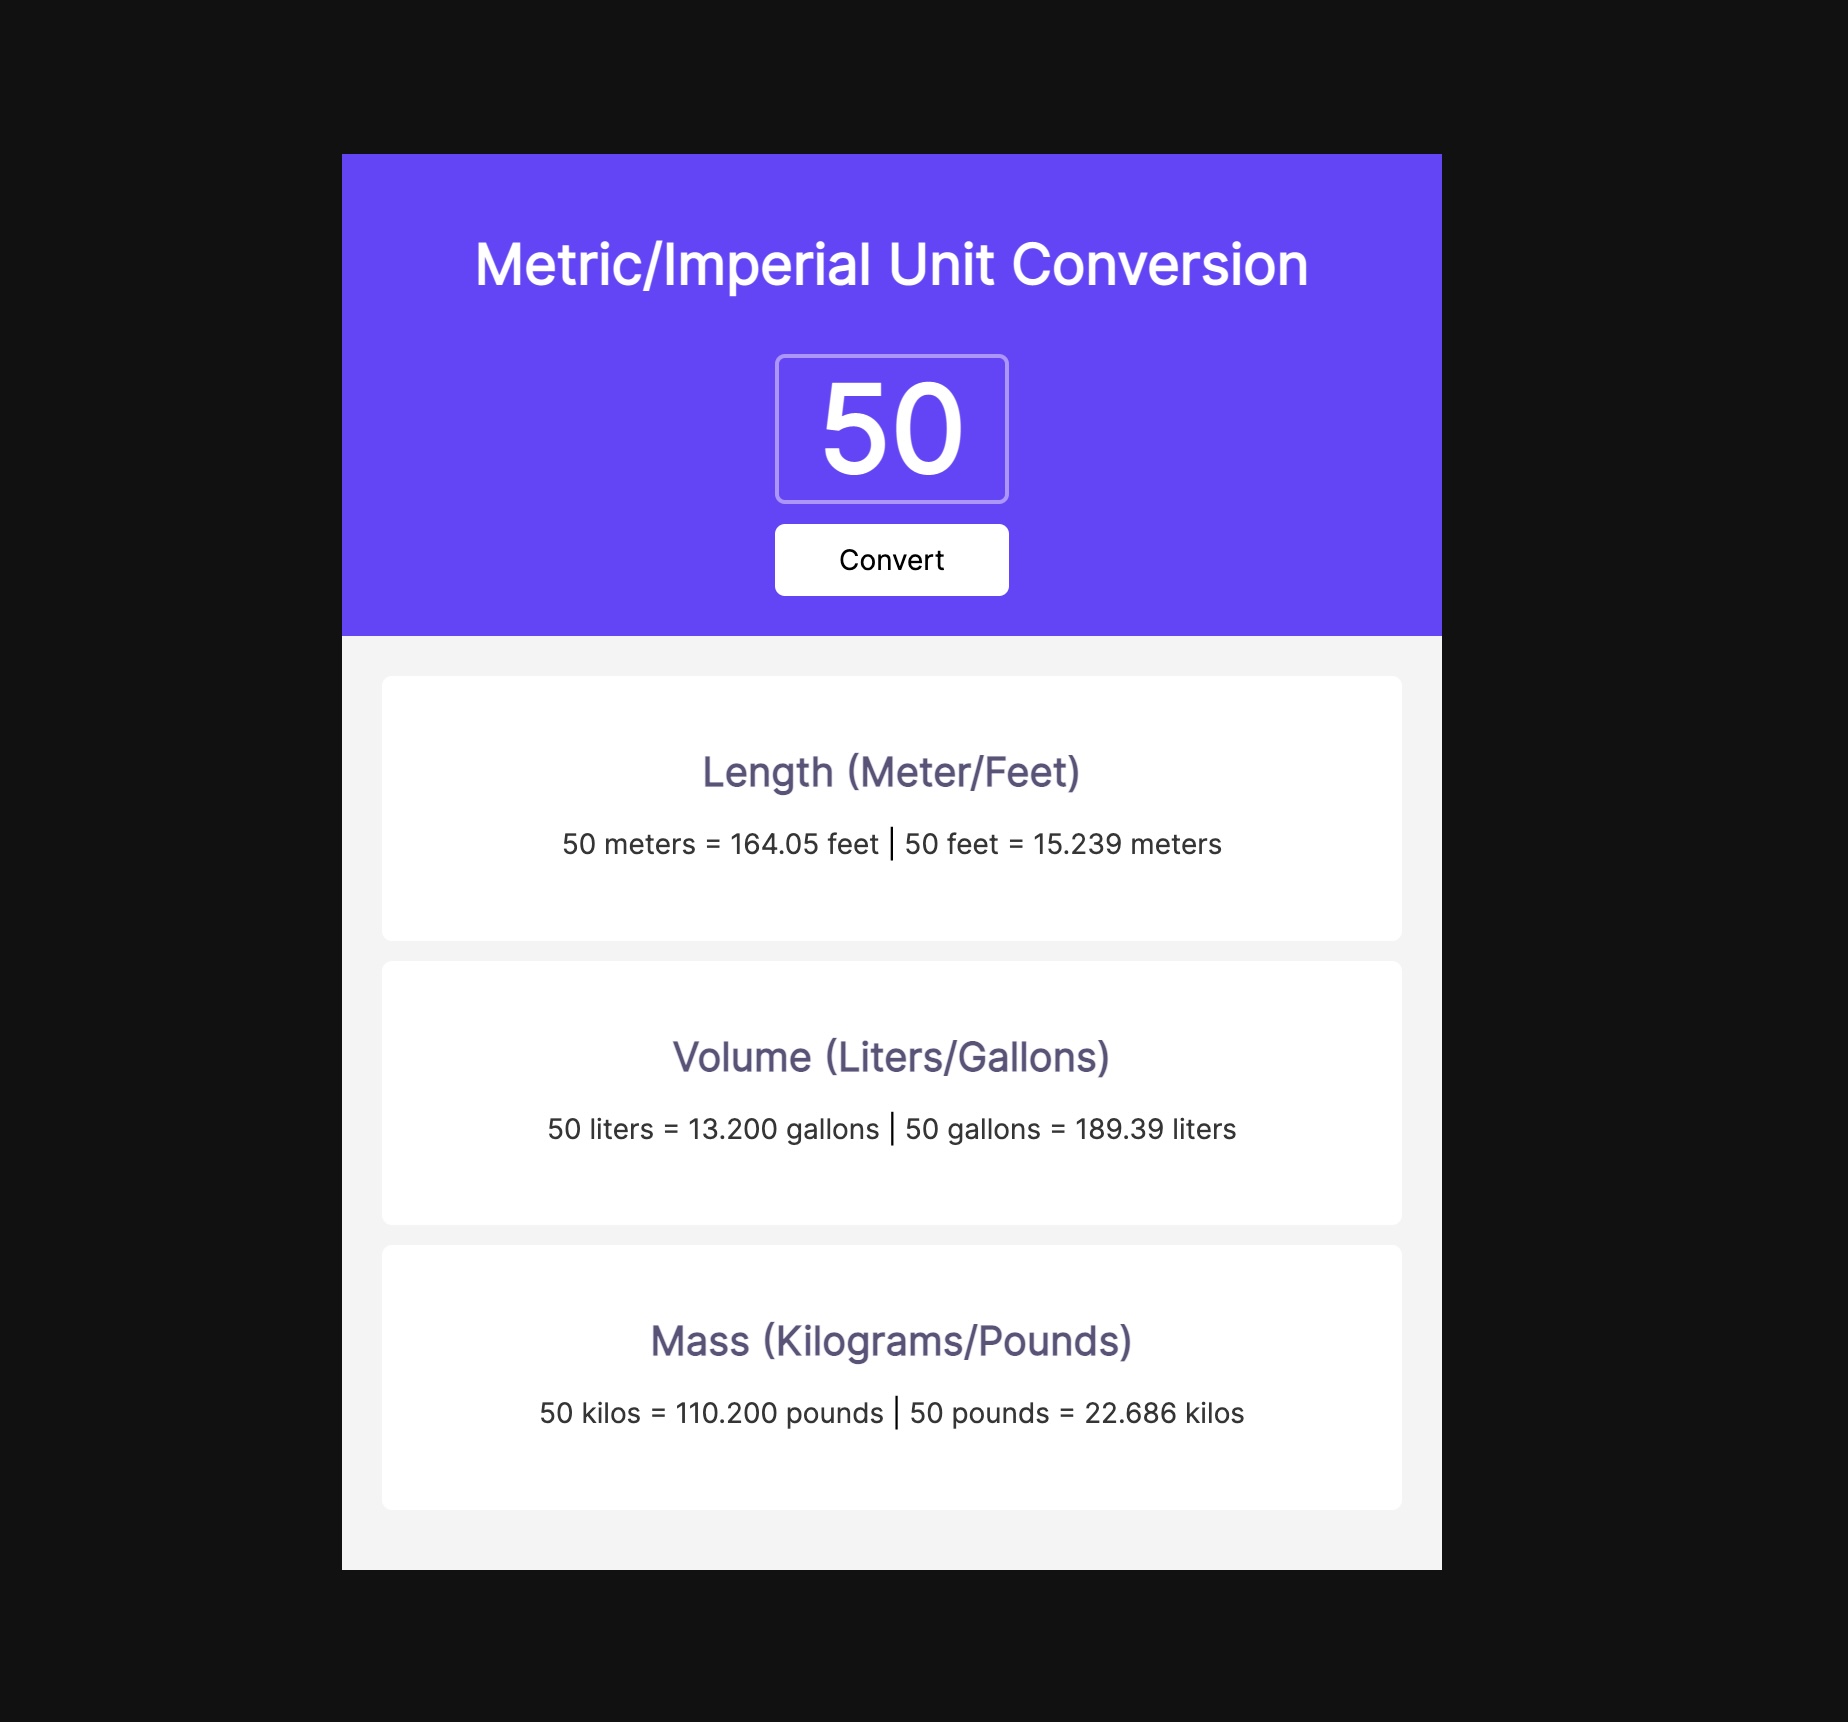 Metric/Imperial Unit Conversion
50
Convert
Length (Meter/Feet)
50 meters = 164.05 feet | 50 feet = 15.239 meters
Volume (Liters/Gallons)
50 liters = 13.200 gallons | 50 gallons = 189.39 liters
Mass (Kilograms/Pounds)
50 kilos = 110.200 pounds | 50 pounds = 22.686 kilos